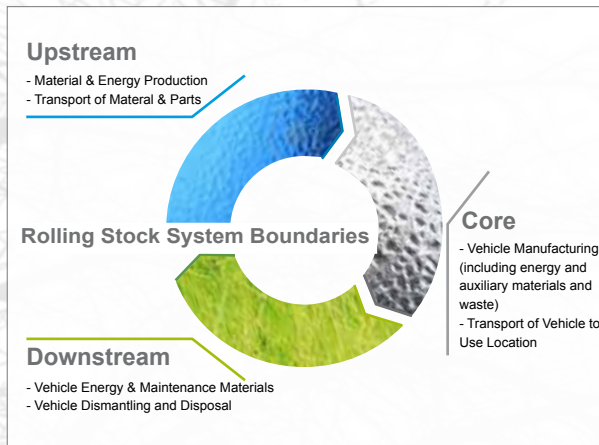 Upstream
- Material & Energy Production
- Transport of Materal & Parts
Rolling Stock System Boundaries
Core
- Vehicle Manufacturing
(including energy and
auxiliary materials and
waste)
- Transport of Vehicle to
Use Location
Downstream
- Vehicle Energy & Maintenance Materials
- Vehicle Dismantling and Disposal